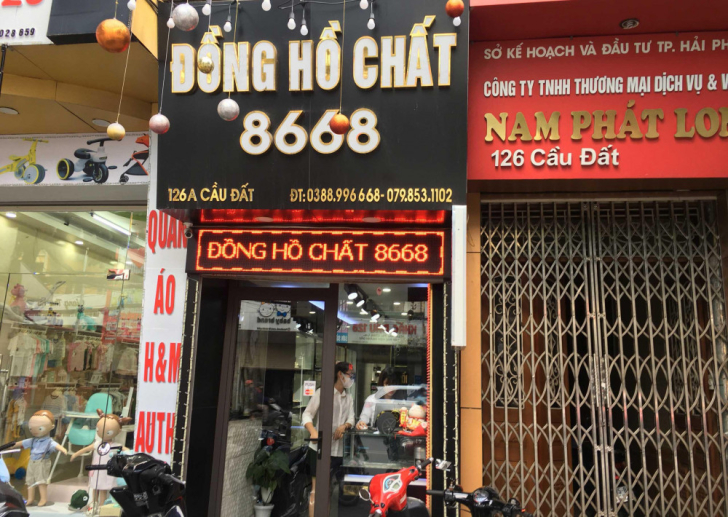 028 859
ĐỒNG HỒ CHẤT
8668
126A CẦU ĐẤT ĐT: 0388.996 668- 079.853.1102
ĐỒNG HỒ CHẤT 8668
QUẦN
ÁO
H&M
AUTH
SỞ KẾ HOẠCH VÀ ĐẦU TƯ TP. HẢI PH
CÔNG TY TNHH THƯƠNG MẠI DỊCH VỤ & V
NAM PHÁT LON
126 Cầu Đất